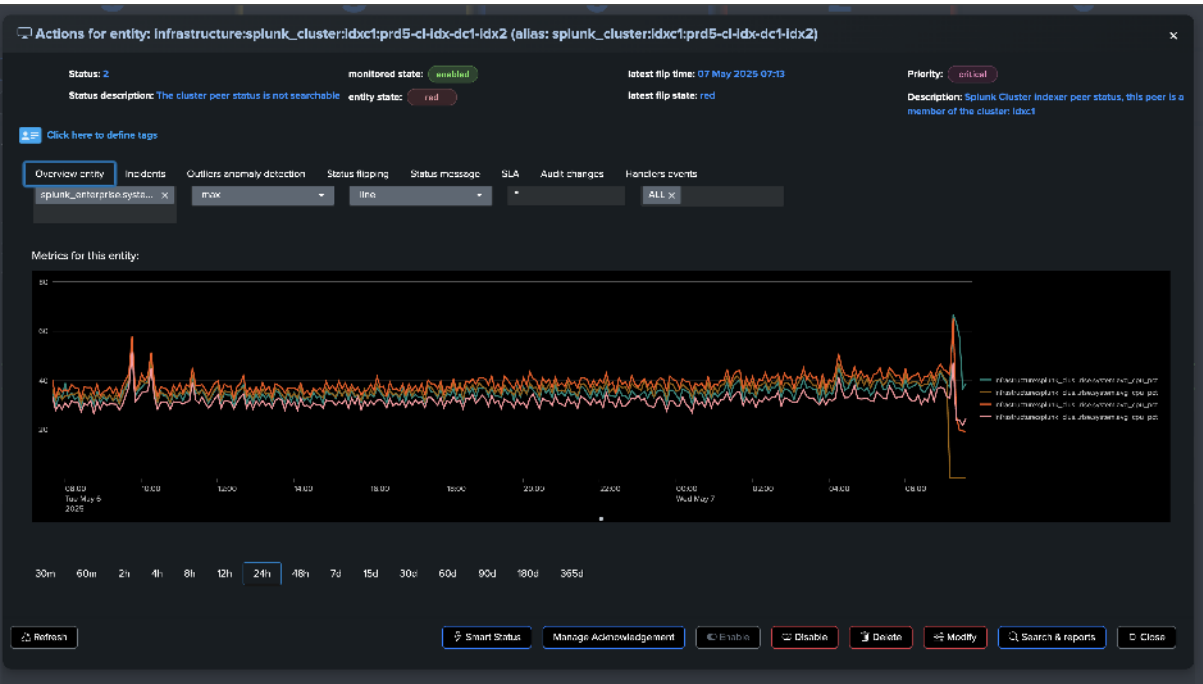 Actions for entity: infrastructure:splunk_cluster:idxc1:prd5-cl-idx-dc1-idx2 (alias: splunk_cluster:idxc1:prd5-cl-idx-dc1-idx2)
Status: 2
monitored state: enabled
latest flip time: 07 May 2025 07:13
Priority: critical
Status description: The cluster peer status is not searchable
entity state: red
latest flip state: red
Description: Splunk Cluster indexer peer status, this peer is a
member of the cluster: idxc1
Click here to define tags
Overview entity Incidents Outliers anomaly detection Status flipping Status message SLA Audit changes Handlers events
splunk_enterprise.syste... × max line * ALL ×
Metrics for this entity:
80
60
40
20
08:00 10:00 12:00 14:00 16:00 18:00 20:00 22:00 00:00 02:00 04:00 06:00
Tue May 6 Wed May 7
2025
30m 60m 2h 4h 8h 12h 24h 48h 7d 15d 30d 60d 90d 180d 365d
Refresh Smart Status Manage Acknowledgement Enable Disable Delete Modify Search & reports Close